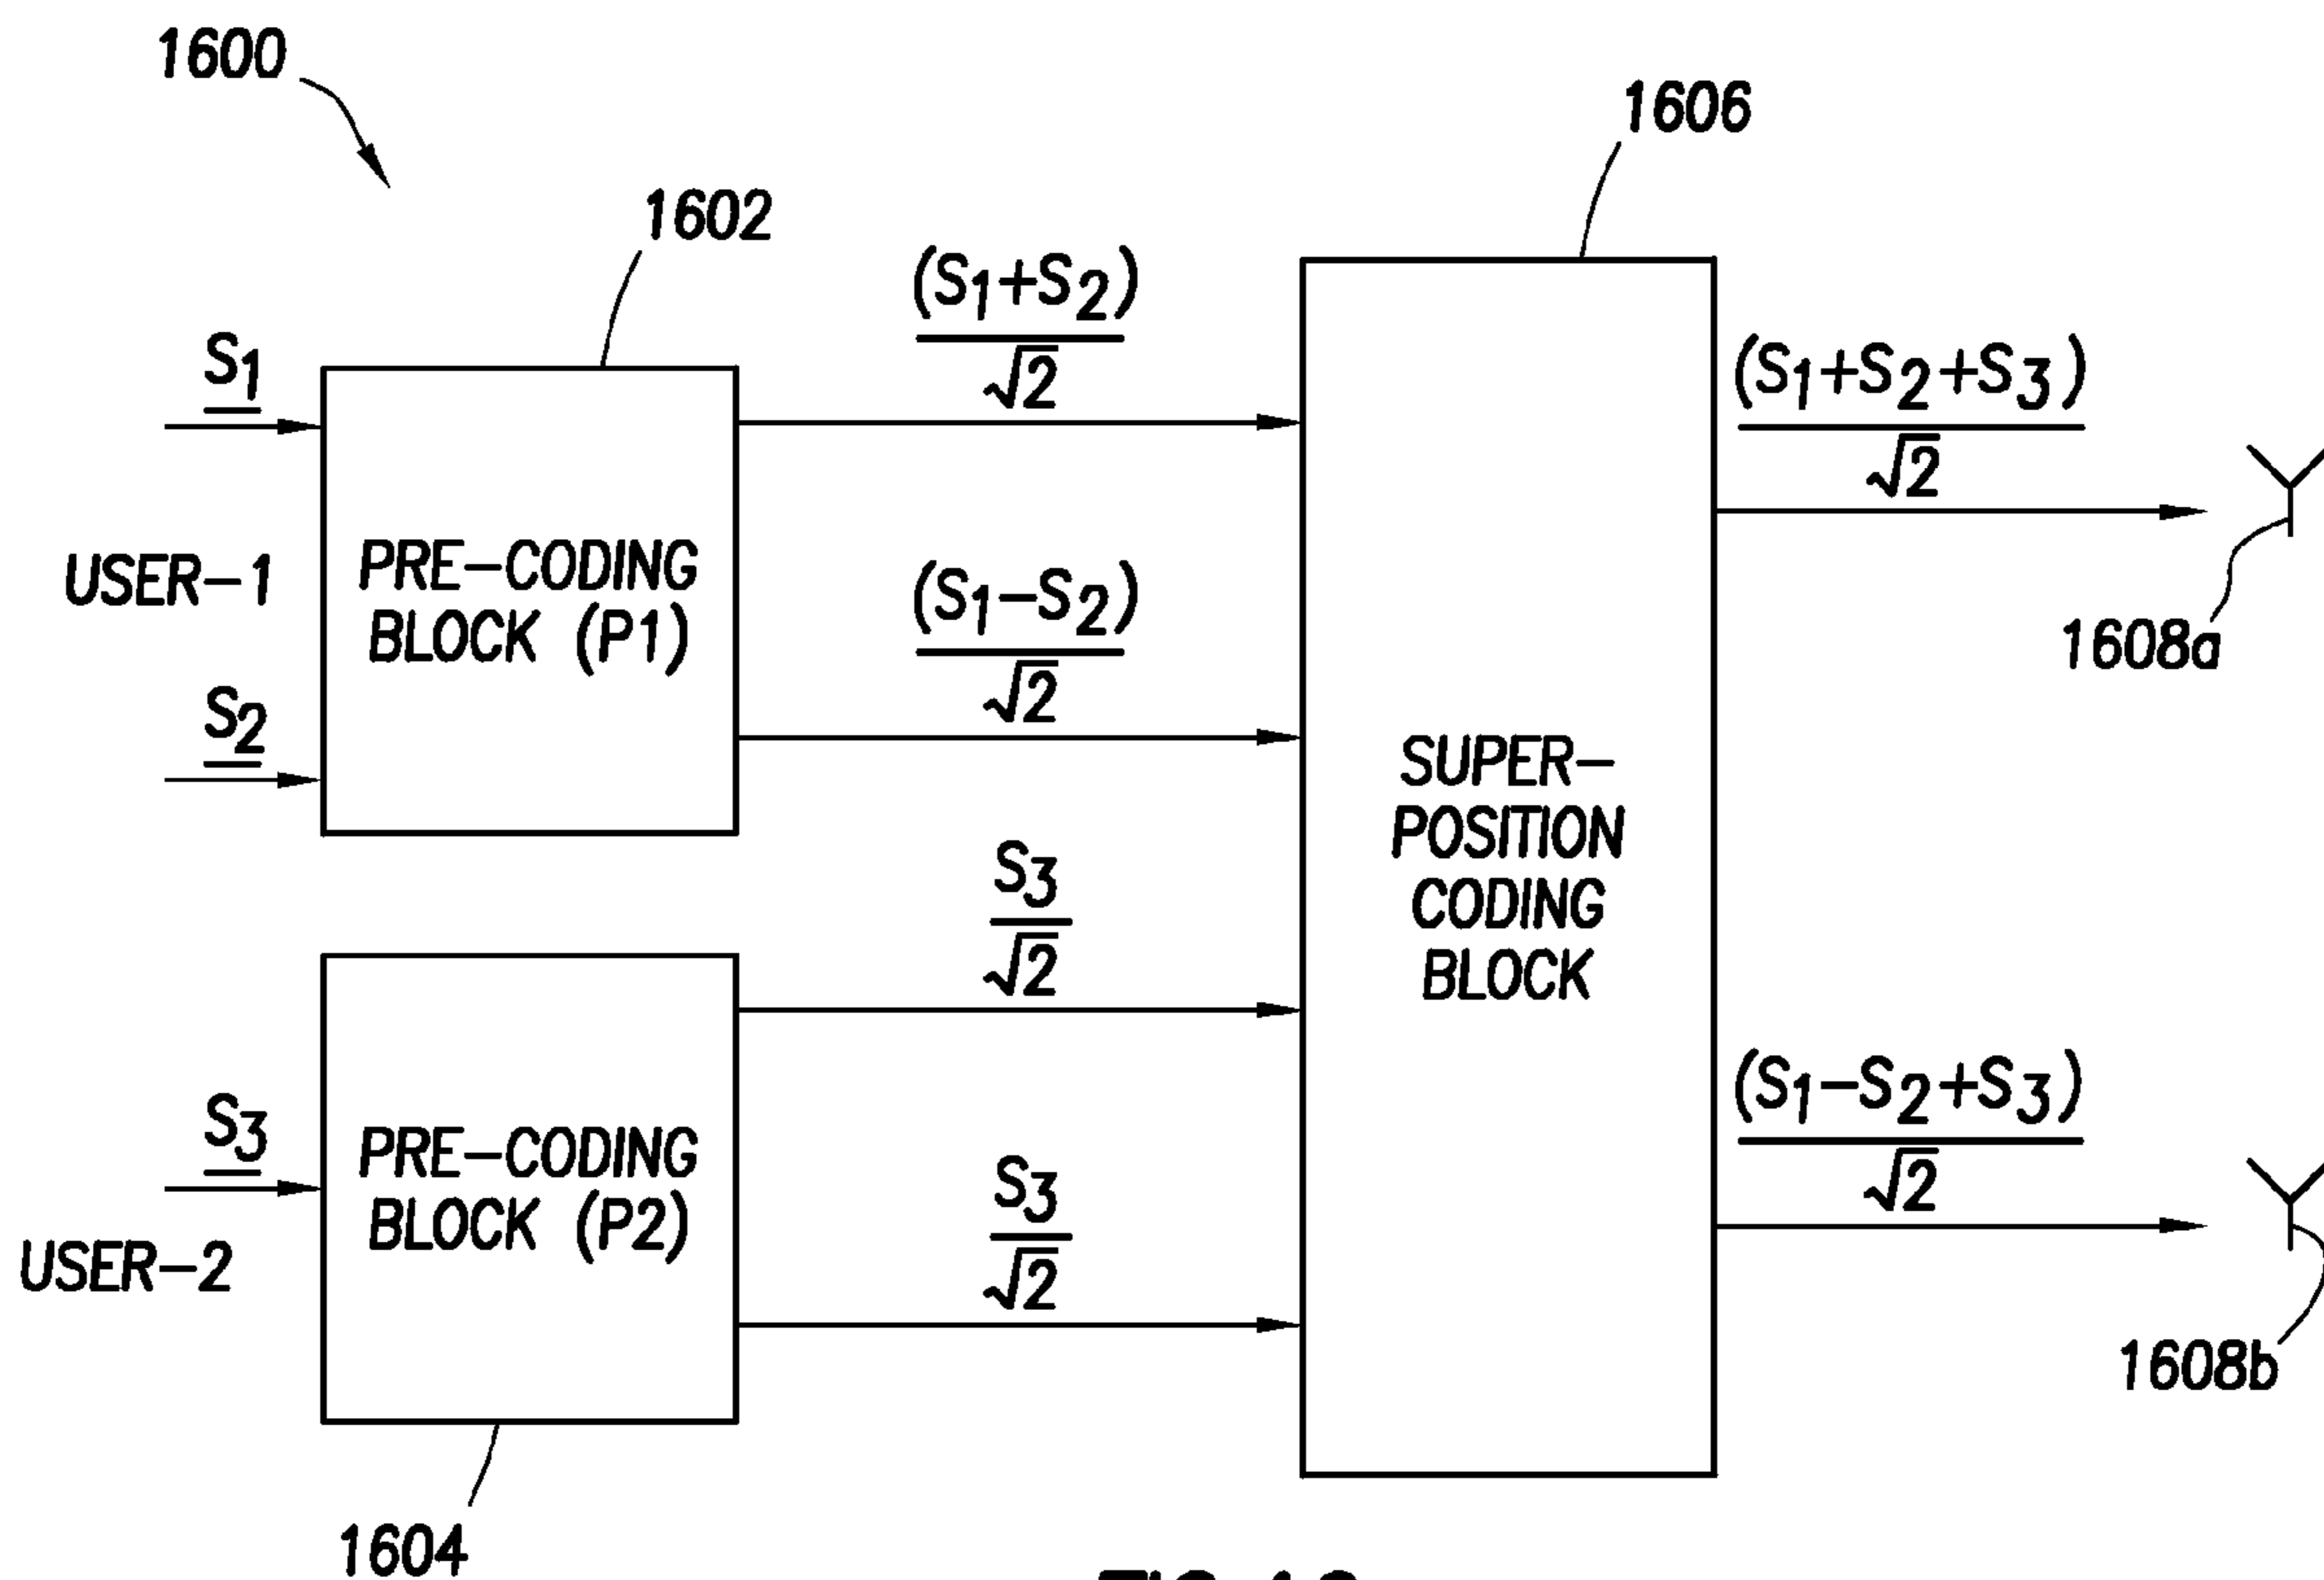 1600
1602
1606
S1
S2
USER-1
PRE-CODING
BLOCK (P1)
(S1+S2)
√2
(S1-S2)
√2
S3
USER-2
PRE-CODING
BLOCK (P2)
1604
S3
√2
S3
√2
SUPER-
POSITION
CODING
BLOCK
(S1+S2+S3)
√2
1608a
(S1-S2+S3)
√2
1608b